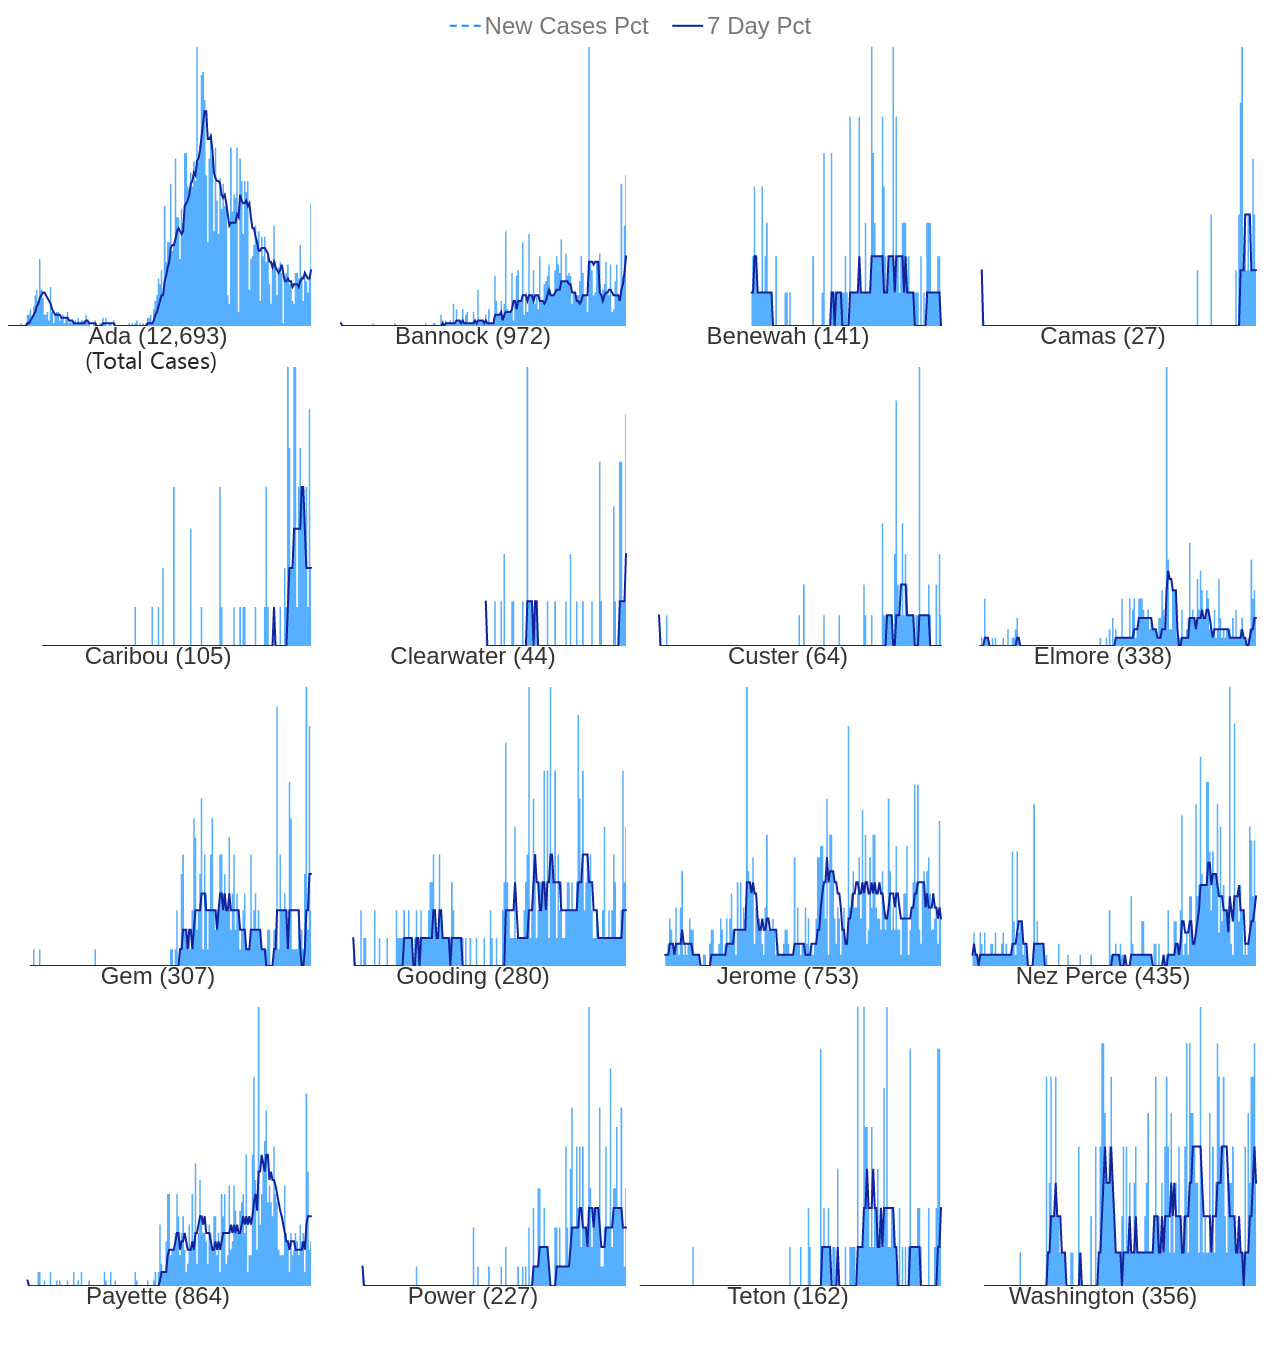 New Cases Pct 7 Day Pct
Ada (12,693) Bannock (972) Benewah (141) Camas (27)
(Total Cases)
Caribou (105) Clearwater (44) Custer (64) Elmore (338)
Gem (307) Gooding (280) Jerome (753) Nez Perce (435)
Payette (864) Power (227) Teton (162) Washington (356)